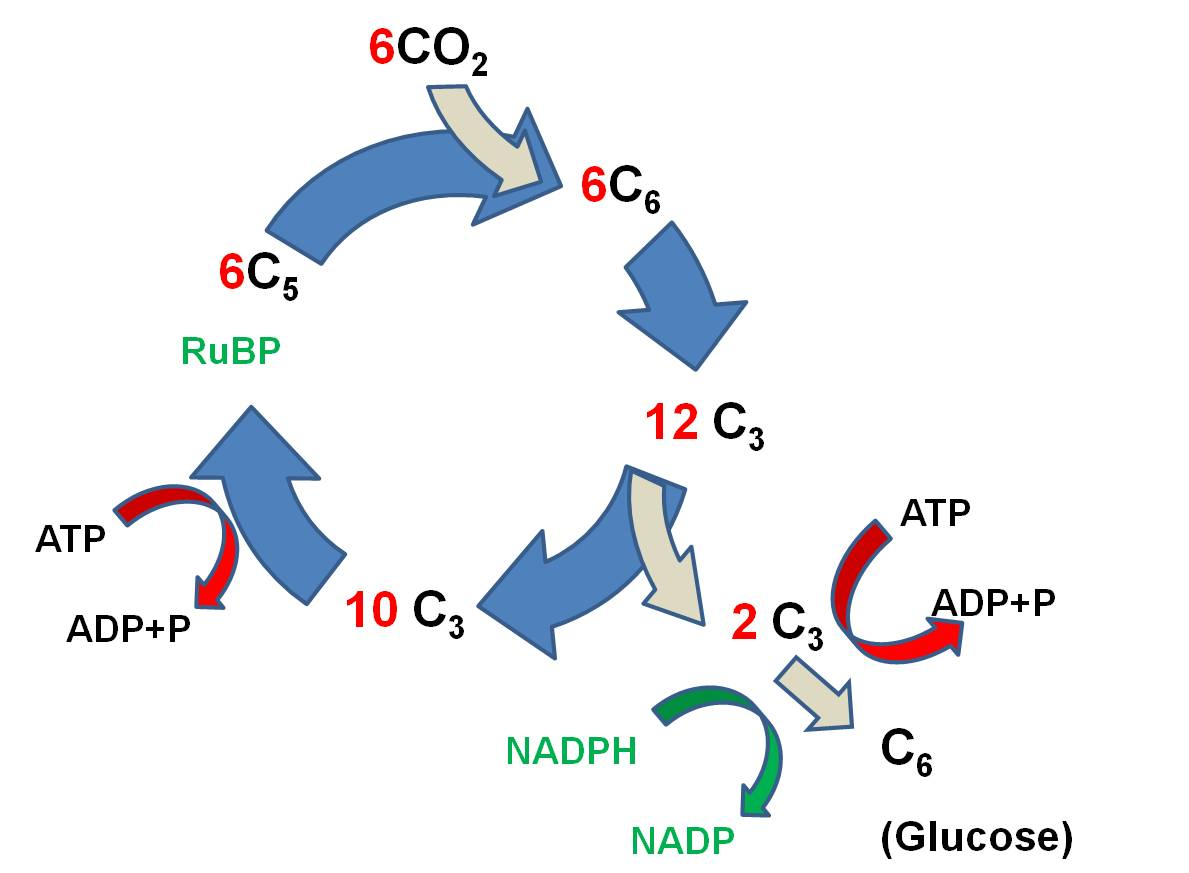 6CO₂
6C₆
6C₅
RuBP
12 C₃
ATP
ADP+P
10 C₃
2 C₃
ATP
ADP+P
NADPH
NADP
C₆
(Glucose)